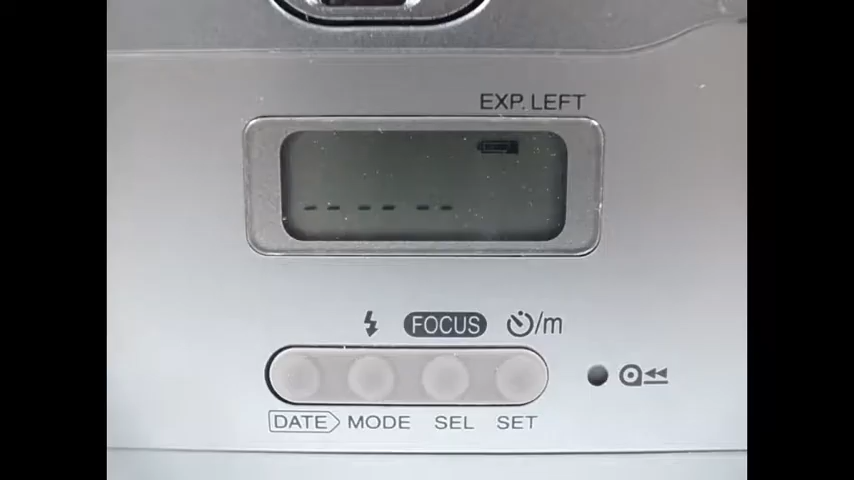 EXP. LEFT
-- -- --
FOCUS
/m
DATE MODE SEL SET